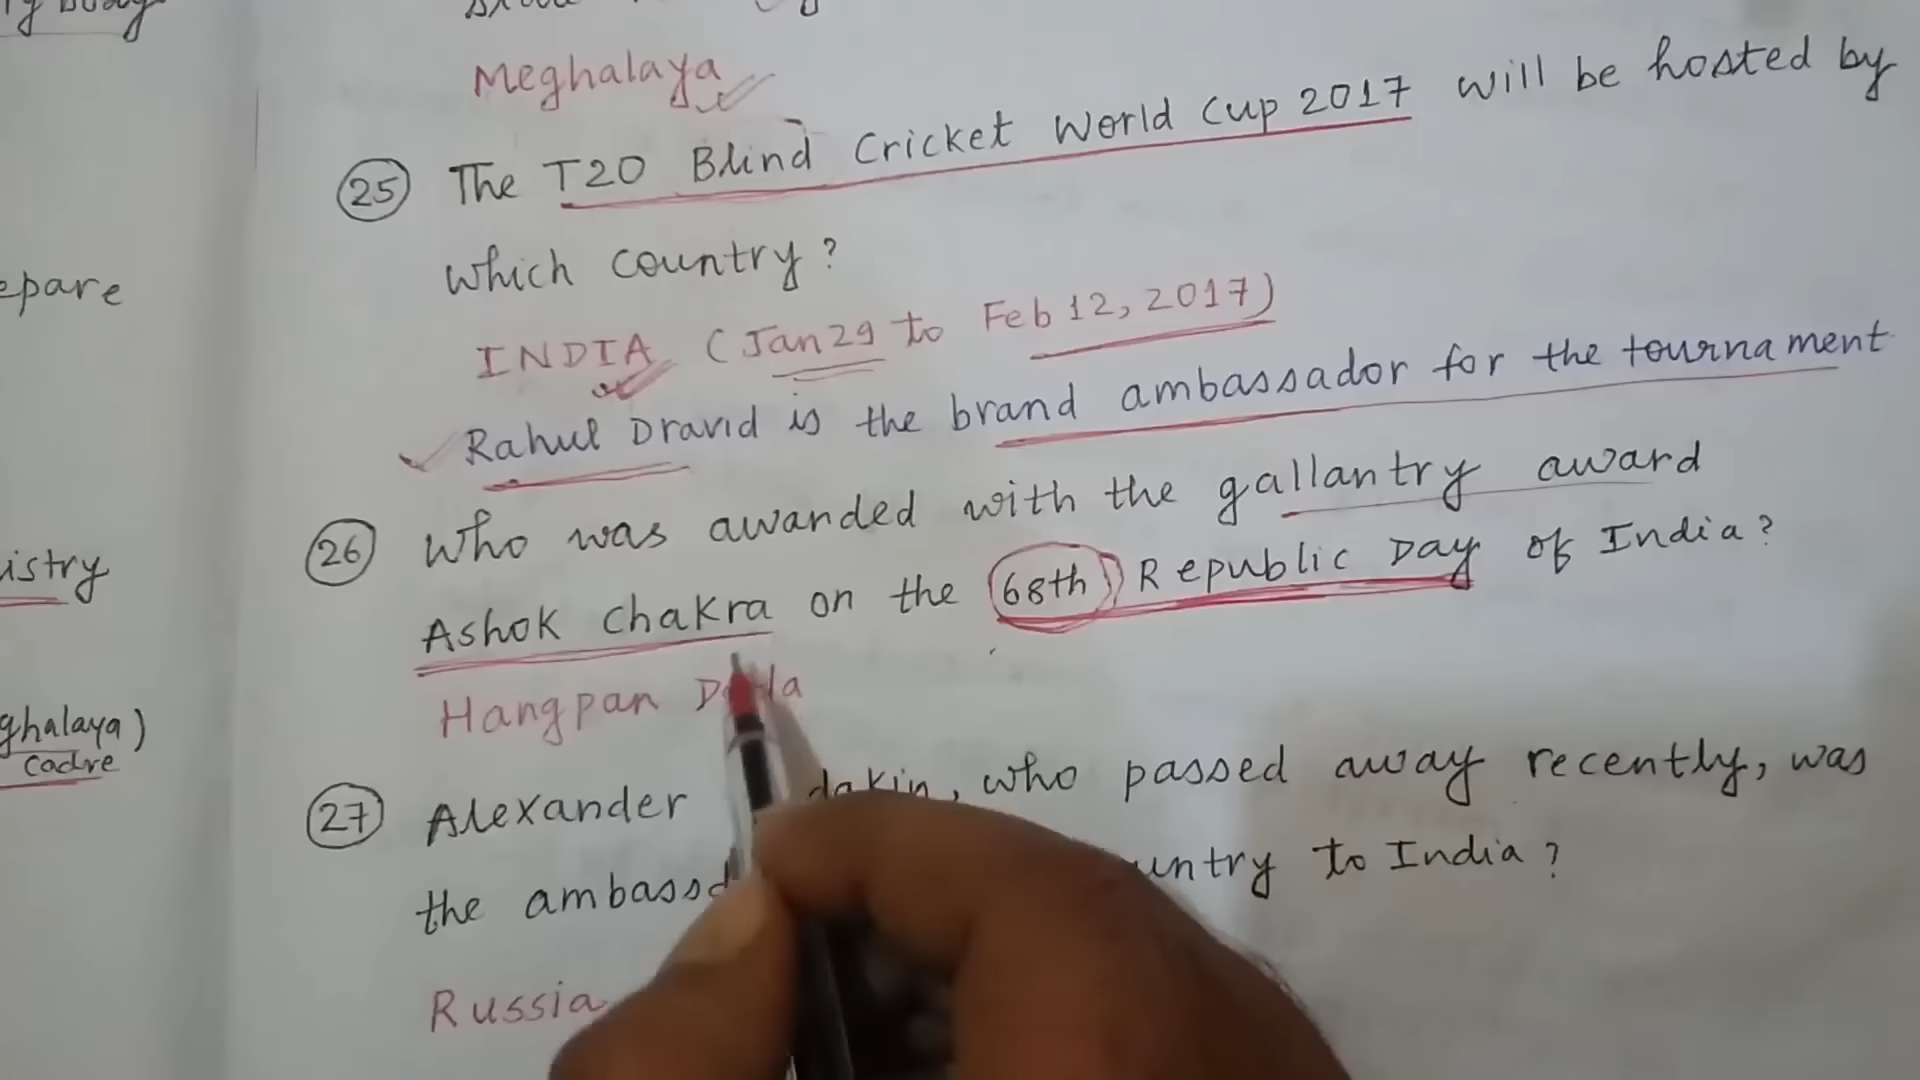 Meghalaya
25 The T20 Blind Cricket World Cup 2017 will be hosted by
which country?
INDIA (Jan 29 to Feb 12, 2017)
Rahul Dravid is the brand ambassador for the tournament
26 Who was awarded with the gallantry award
Ashok Chakra on the 68th Republic Day of India?
Hangpan
27 Alexander who passed away recently, was
the to India?
Russia
epare
istry
ghalaya)
cadre